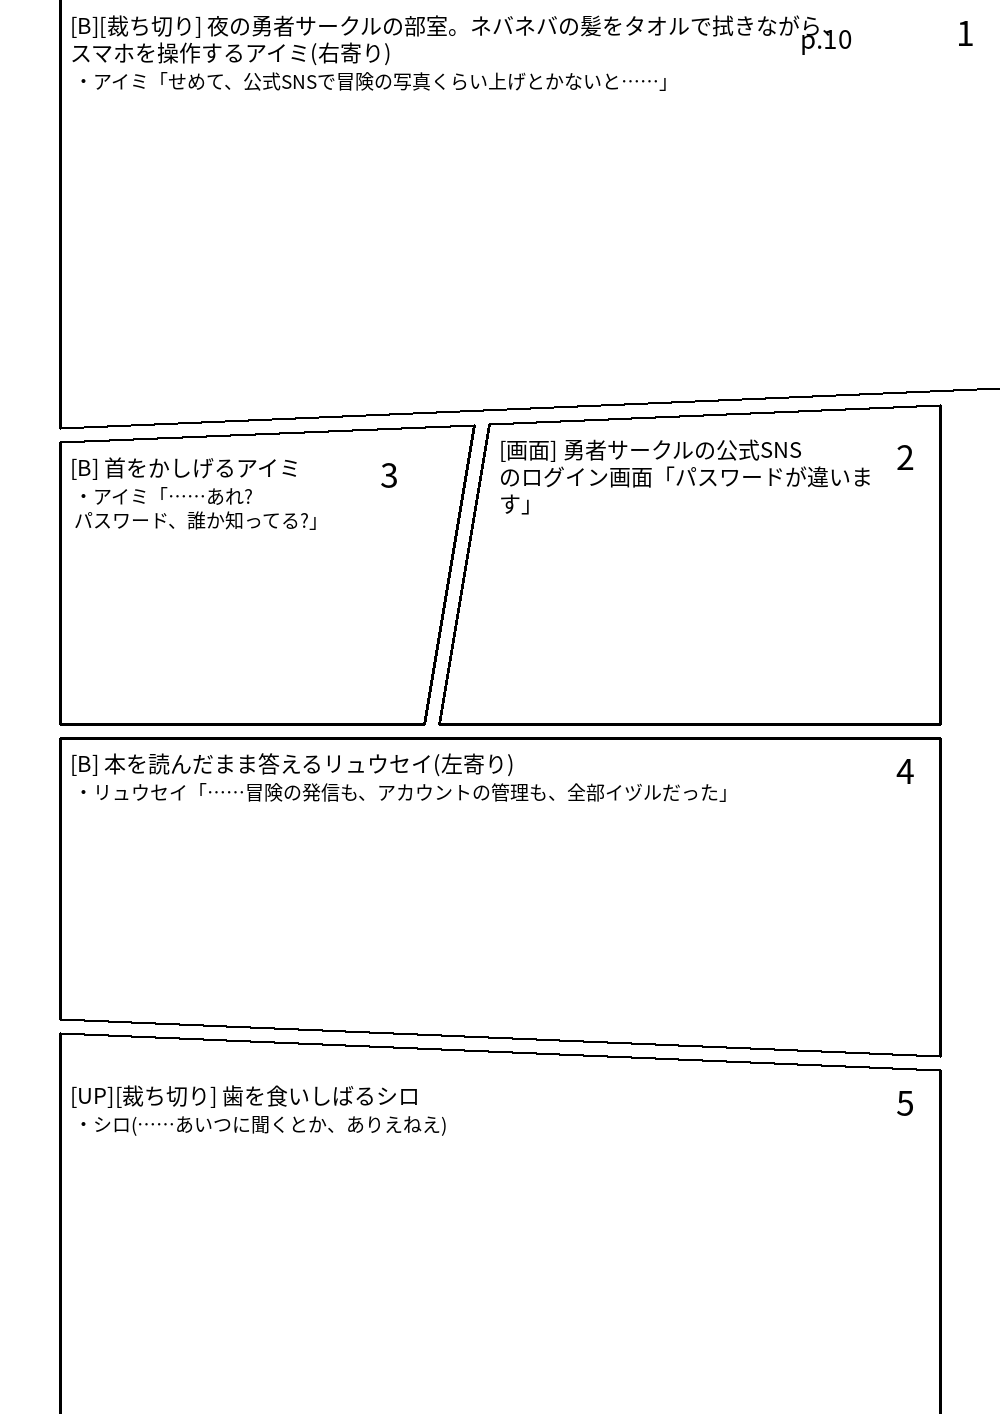 [B][裁ち切り] 夜の勇者サークルの部室。ネバネバの髪をタオルで拭きながら、
スマホを操作するアイミ(右寄り)
・アイミ「せめて、公式SNSで冒険の写真くらい上げとかないと……」
p.10
1
[画面] 勇者サークルの公式SNS
のログイン画面「パスワードが違いま
す」
2
[B] 首をかしげるアイミ
・アイミ「……あれ?
パスワード、誰か知ってる?」
3
[B] 本を読んだまま答えるリュウセイ(左寄り)
・リュウセイ「……冒険の発信も、アカウントの管理も、全部イヅルだった」
4
[UP][裁ち切り] 歯を食いしばるシロ
・シロ(……あいつに聞くとか、ありえねえ)
5